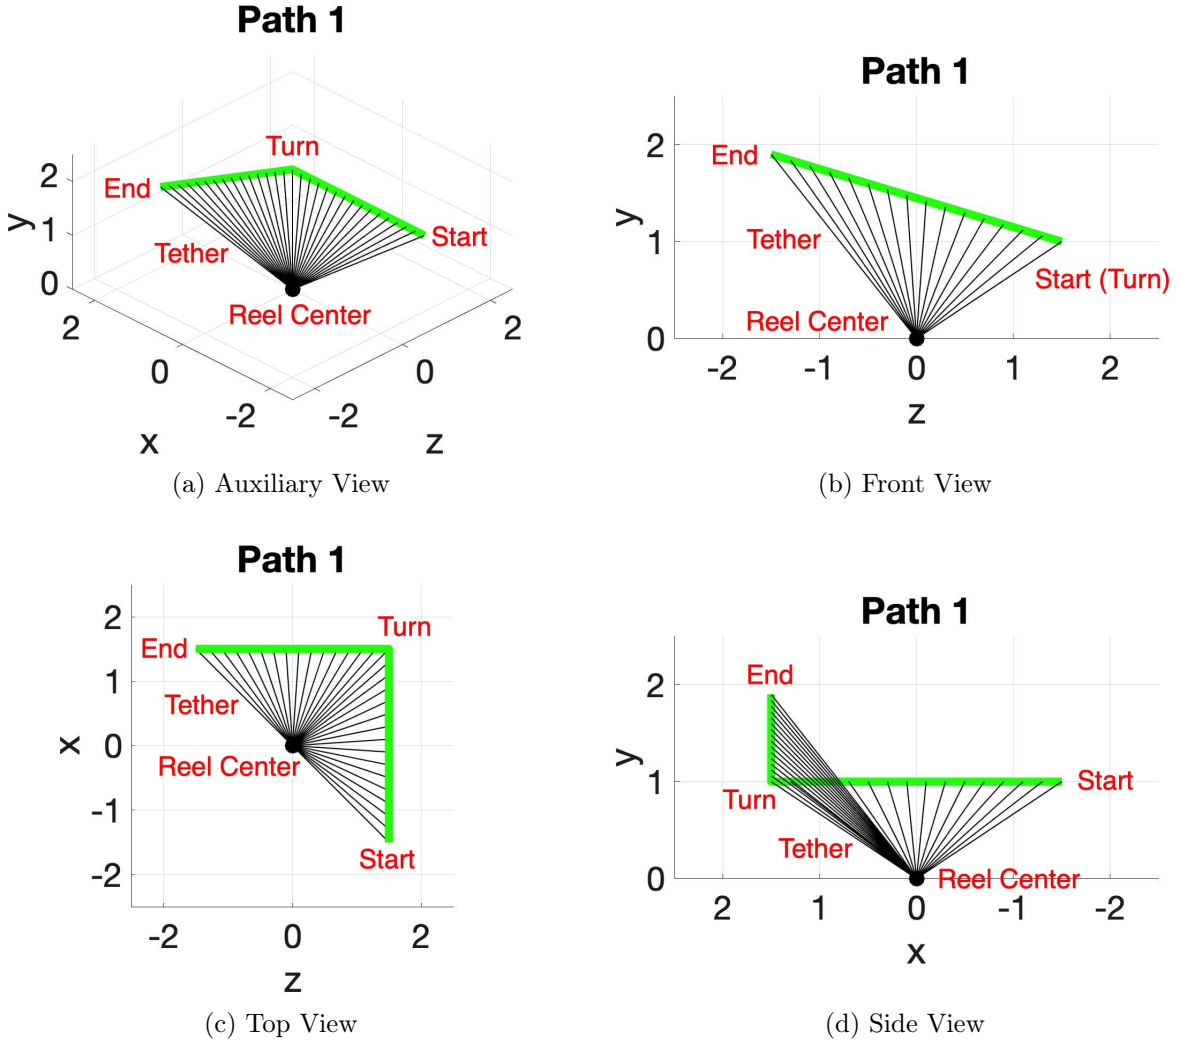 Path 1
Turn
2
End
1
Start
y
Tether
0
Reel Center
2
2
0
0
-2
-2
x
z
(a) Auxiliary View
Path 1
2
End
y
Tether
1
Start (Turn)
Reel Center
0
-2 -1 0 1 2
z
(b) Front View
Path 1
2
Turn
End
1
Tether
x
0
Reel Center
-1
Start
-2
-2 0 2
z
(c) Top View
Path 1
End
2
y
1
Start
Turn
Tether
0
Reel Center
2 1 0 -1 -2
x
(d) Side View